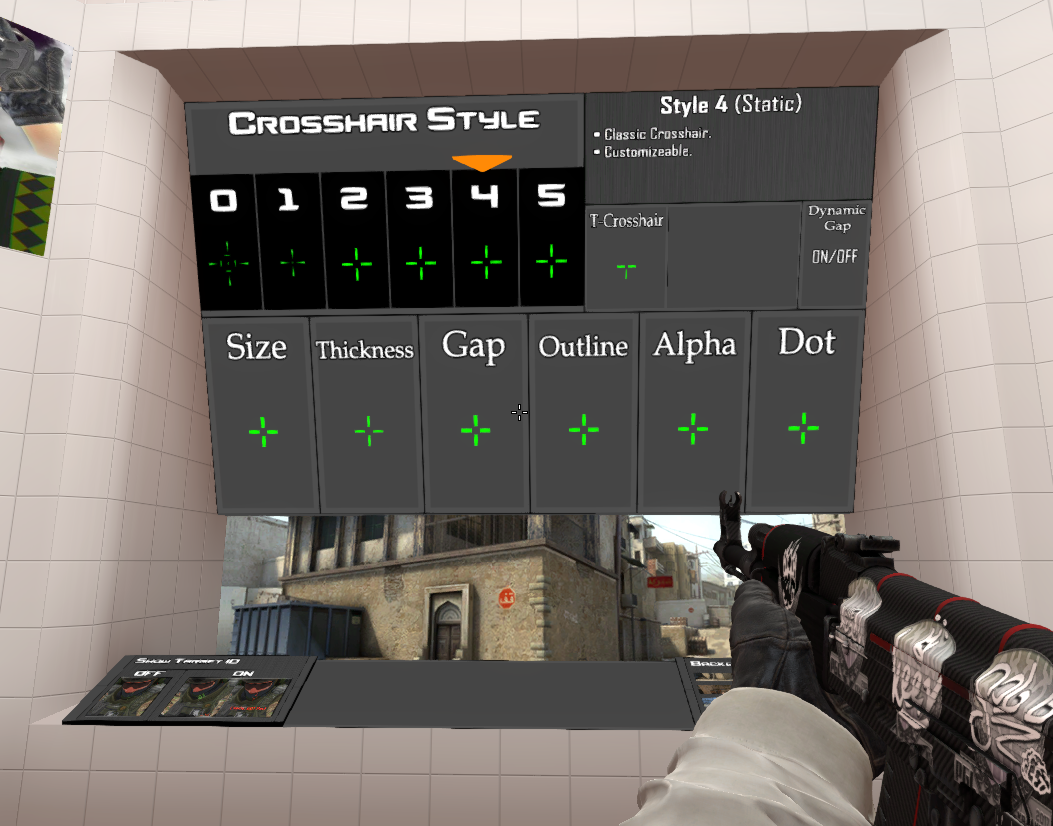 Crosshair Style
Style 4 (Static)
▪ Classic Crosshair.
▪ Customizeable.
0 1 2 3 4 5
T-Crosshair
Dynamic
Gap
ON/OFF
Size Thickness Gap Outline Alpha Dot
Show Target ID
OFF ON